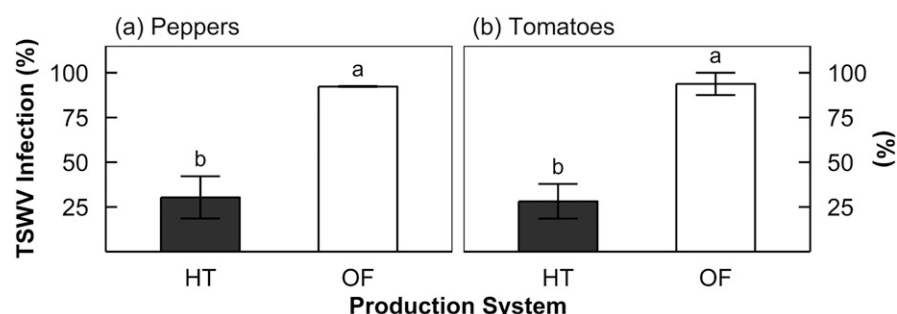 (a) Peppers
(b) Tomatoes
TSWV Infection (%)
100
75
50
25
b
a
b
a
100
75
50
25
(%)
HT
OF
HT
OF
Production System